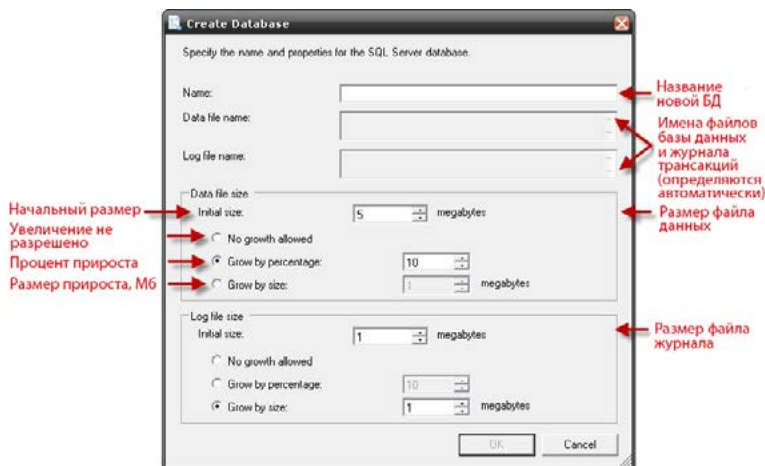 Create Database
Specify the name and properties for the SQL Server database.
Name:
Название
новой БД
Data file name:
Имена файлов
базы данных
и журнала
трансакций
(определяются
автоматически)
Log file name:
Data file size
Начальный размер
Initial size:
5
megabytes
Размер файла
данных
Увеличение не
разрешено
No growth allowed
Процент прироста
Grow by percentage:
10
Размер прироста, Мб
Grow by size:
1
megabytes
Log file size
Initial size:
1
megabytes
Размер файла
журнала
No growth allowed
Grow by percentage:
10
Grow by size:
1
megabytes
OK
Cancel